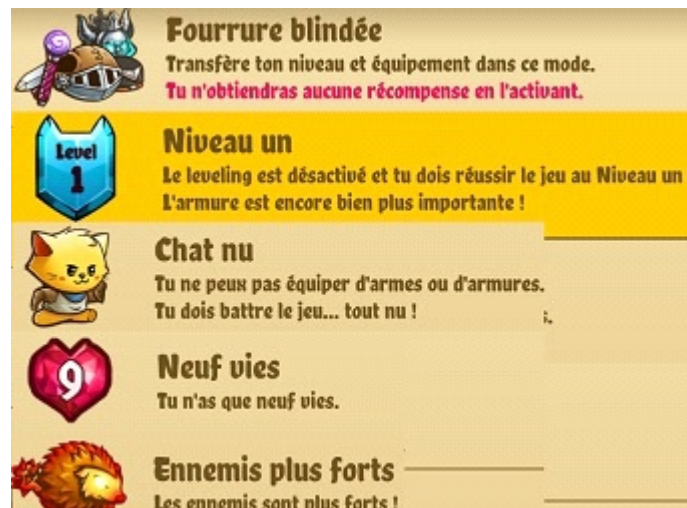 Fourrure blindée
Transfère ton niveau et équipement dans ce mode.
Tu n'obtiendras aucune récompense en l'activant.
Level
1
Niveau un
Le leveling est désactivé et tu dois réussir le jeu au Niveau un
L'armure est encore bien plus importante !
Chat nu
Tu ne peux pas équiper d'armes ou d'armures.
Tu dois battre le jeu... tout nu !
s.
9
Neuf vies
Tu n'as que neuf vies.
Ennemis plus forts
Les ennemis sont plus forts !